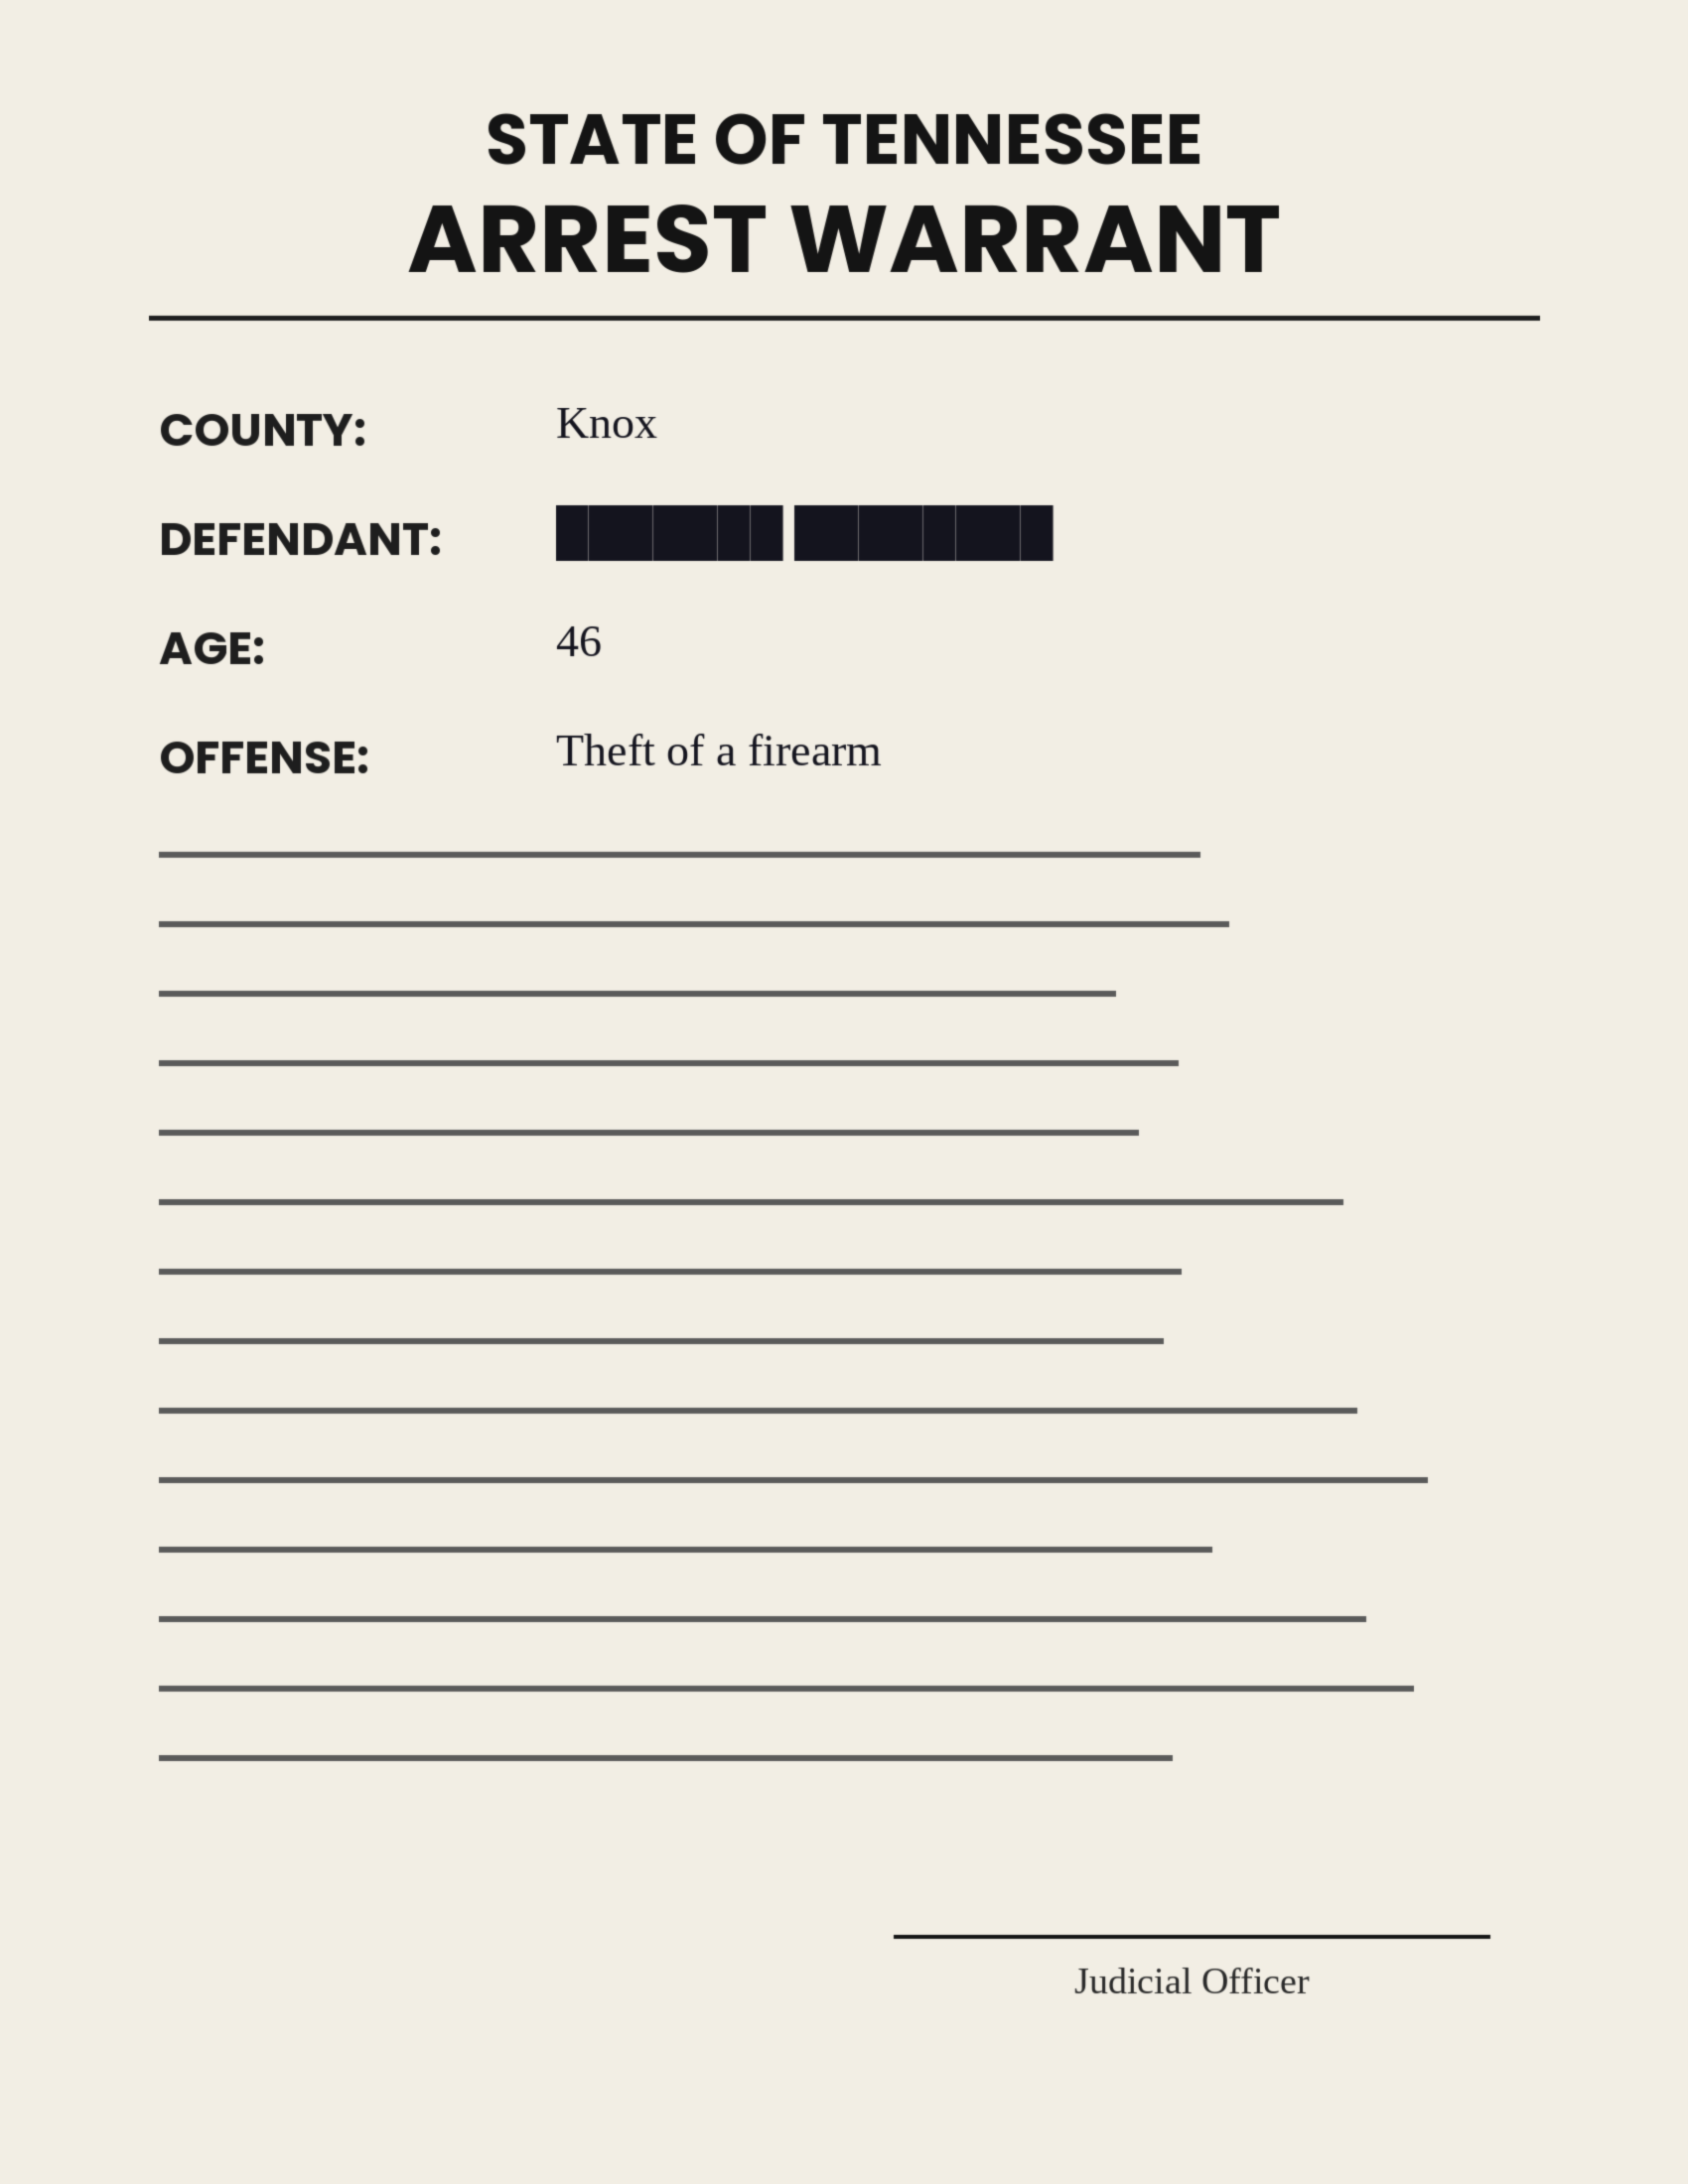 STATE OF TENNESSEE
ARREST WARRANT
COUNTY: Knox
DEFENDANT:
AGE: 46
OFFENSE: Theft of a firearm
Judicial Officer